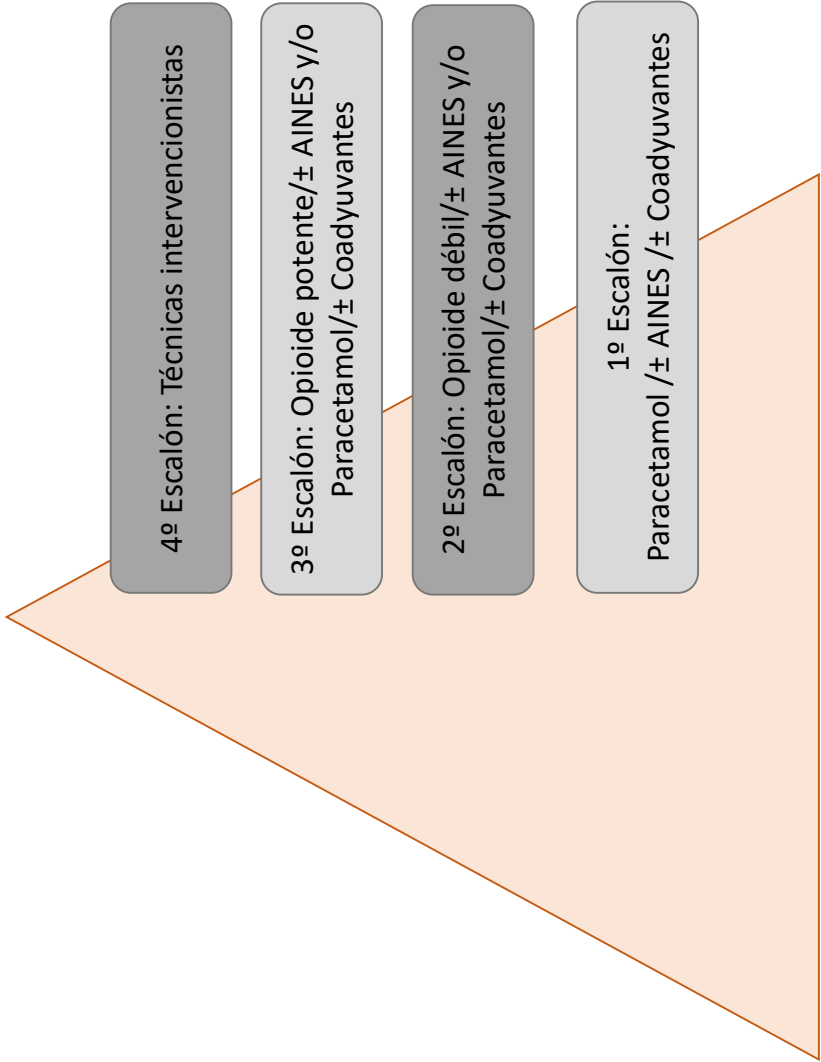 4º Escalón: Técnicas intervencionistas
3º Escalón: Opioide potente/± AINES y/o
Paracetamol/± Coadyuvantes
2º Escalón: Opioide débil/± AINES y/o
Paracetamol/± Coadyuvantes
1º Escalón:
Paracetamol /± AINES /± Coadyuvantes